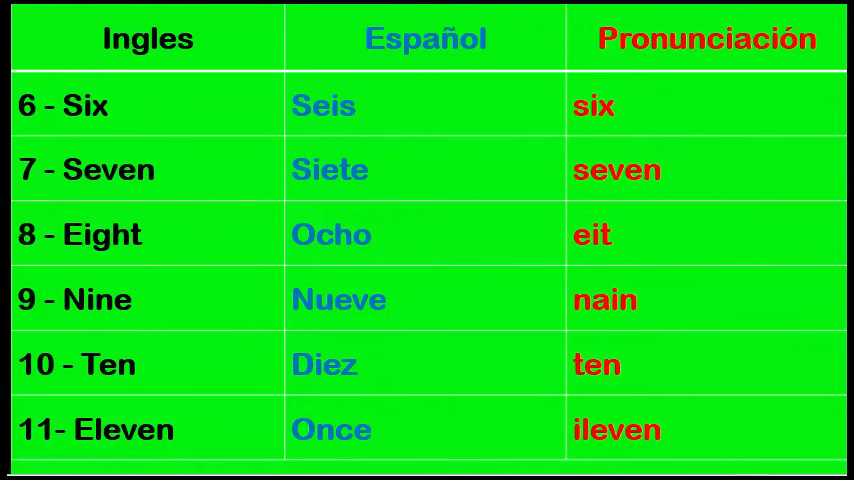 Ingles Español Pronunciación
6 - Six Seis six
7 - Seven Siete seven
8 - Eight Ocho eit
9 - Nine Nueve nain
10 - Ten Diez ten
11- Eleven Once ileven